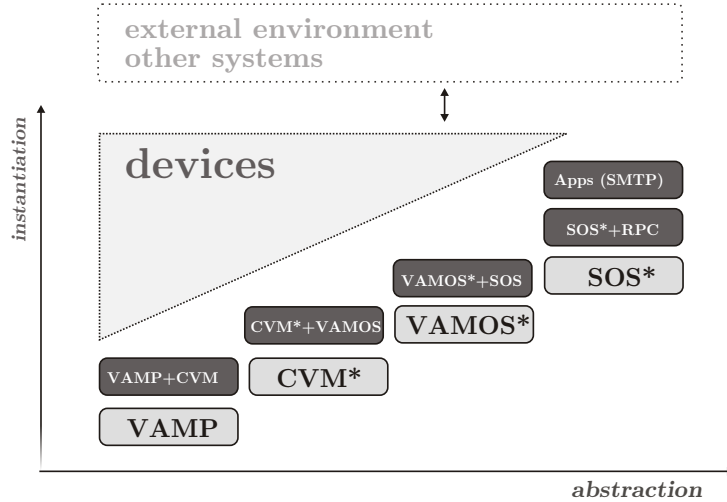 external environment
other systems
instantiation
devices
Apps (SMTP)
SOS*+RPC
SOS*
VAMOS*+SOS
VAMOS*
CVM*+VAMOS
CVM*
VAMP+CVM
VAMP
abstraction